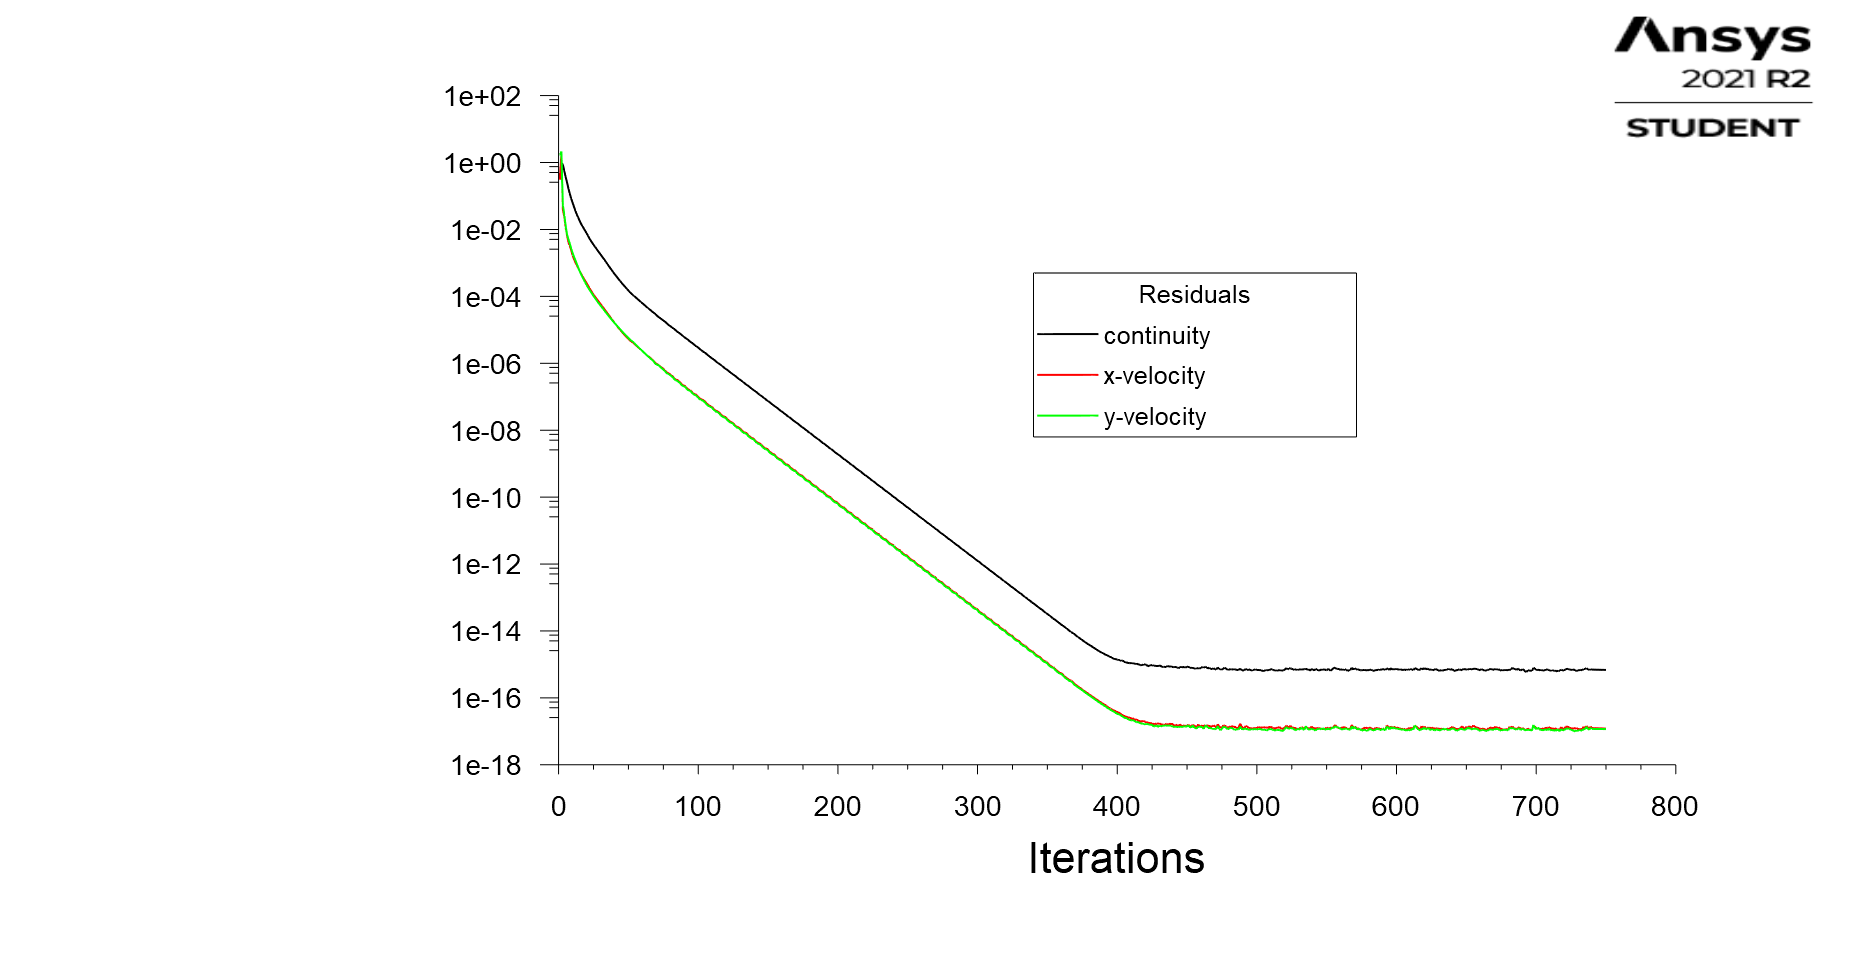 Ansys
2021 R2
STUDENT
1e+02
1e+00
1e-02
1e-04
1e-06
1e-08
1e-10
1e-12
1e-14
1e-16
1e-18
Residuals
continuity
x-velocity
y-velocity
0 100 200 300 400 500 600 700 800
Iterations